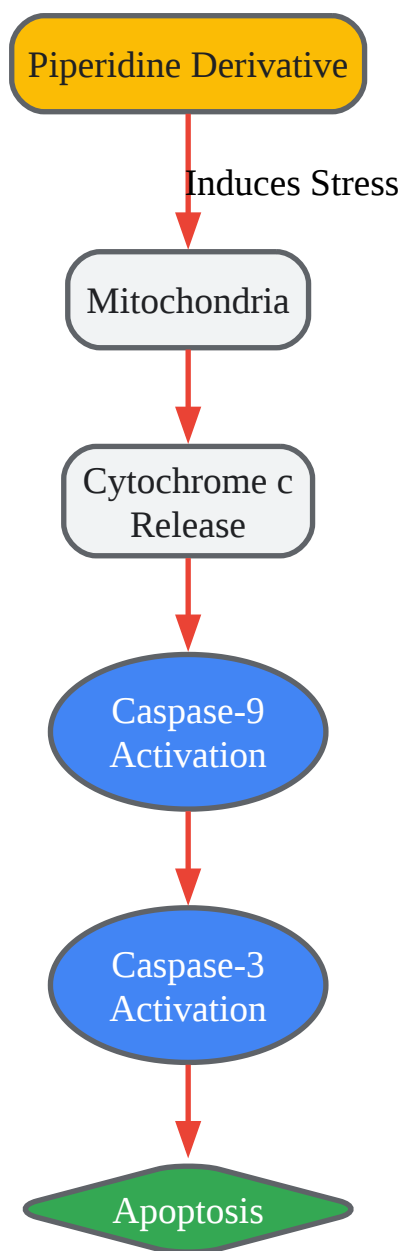 Piperidine Derivative
Induces Stress
Mitochondria
Cytochrome c
Release
Caspase-9
Activation
Caspase-3
Activation
Apoptosis